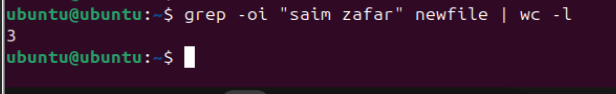 ubuntu@ubuntu:~$ grep -oi "saim zafar" newfile | wc -l
3
ubuntu@ubuntu:~$